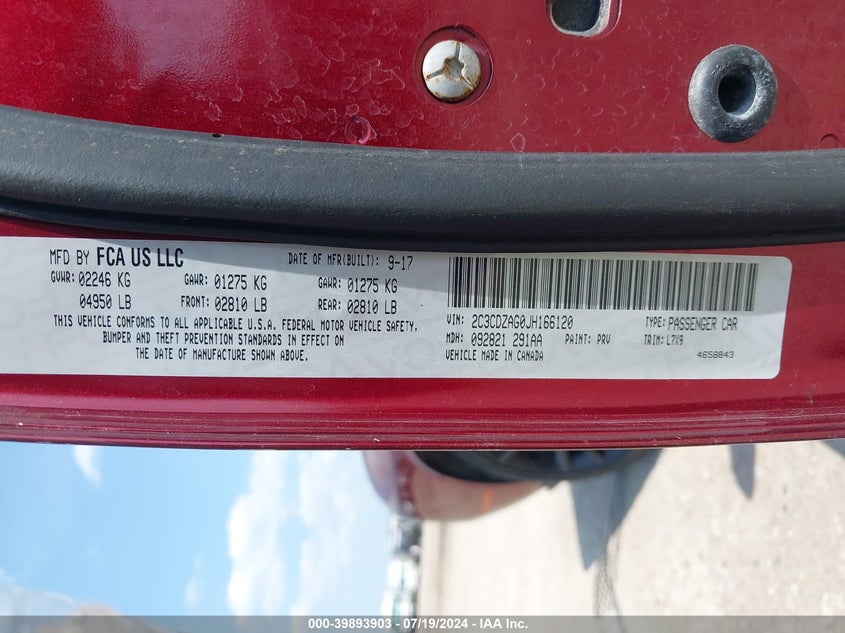 MFD BY FCA US LLC DATE OF MFR(BUILT): 9-17
GVWR: 02246 KG GAWR: 01275 KG GAWR: 01275 KG
04950 LB FRONT: 02810 LB REAR: 02810 LB
THIS VEHICLE CONFORMS TO ALL APPLICABLE U.S.A. FEDERAL MOTOR VEHICLE SAFETY,
BUMPER AND THEFT PREVENTION STANDARDS IN EFFECT ON
THE DATE OF MANUFACTURE SHOWN ABOVE.
VIN: 2C3CDZAG0JH166120 TYPE: PASSENGER CAR
MDH: 092821 291AA PAINT: PRV TRIM: L7X9
VEHICLE MADE IN CANADA 4658843
000-39893903 / 07/19/2024 - IAA Inc.